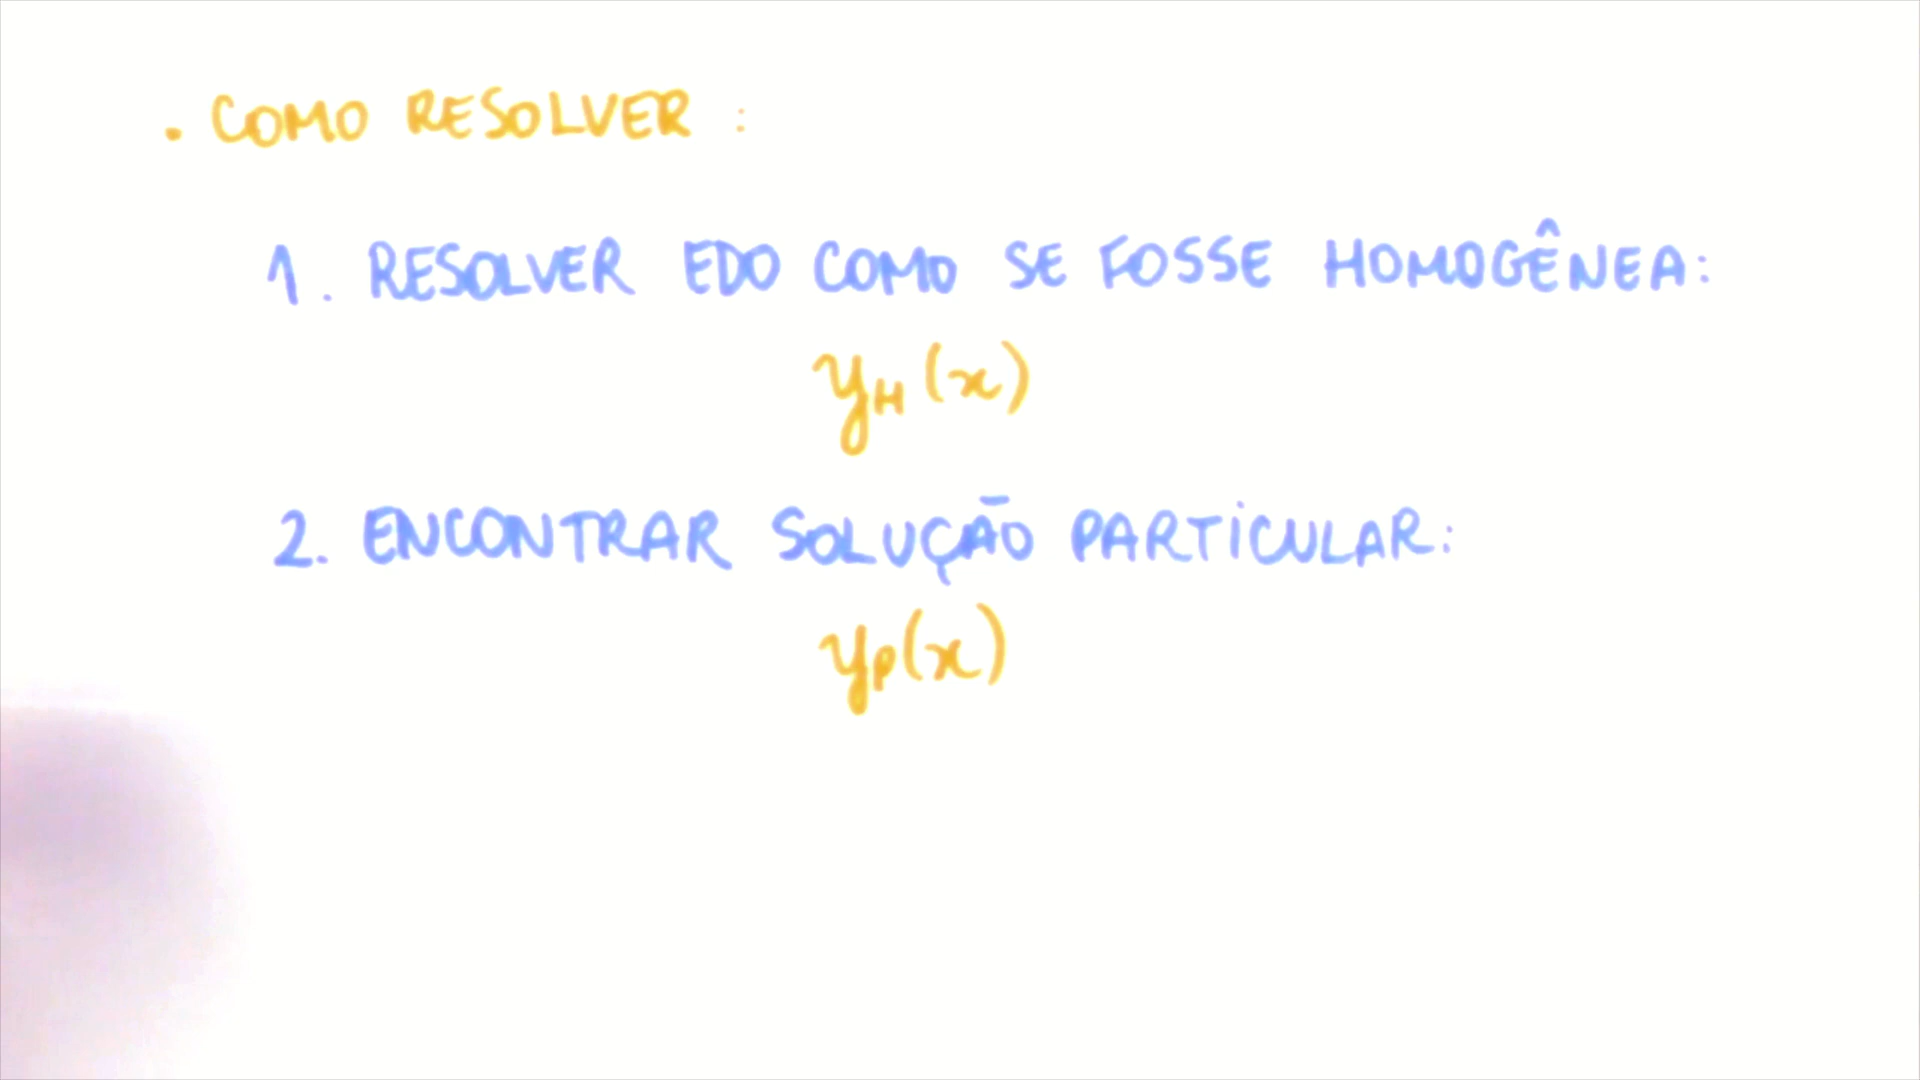 . COMO RESOLVER :
1. RESOLVER EDO COMO SE FOSSE HOMOGÊNEA:
yH (x)
2. ENCONTRAR SOLUÇÃO PARTICULAR:
yP(x)